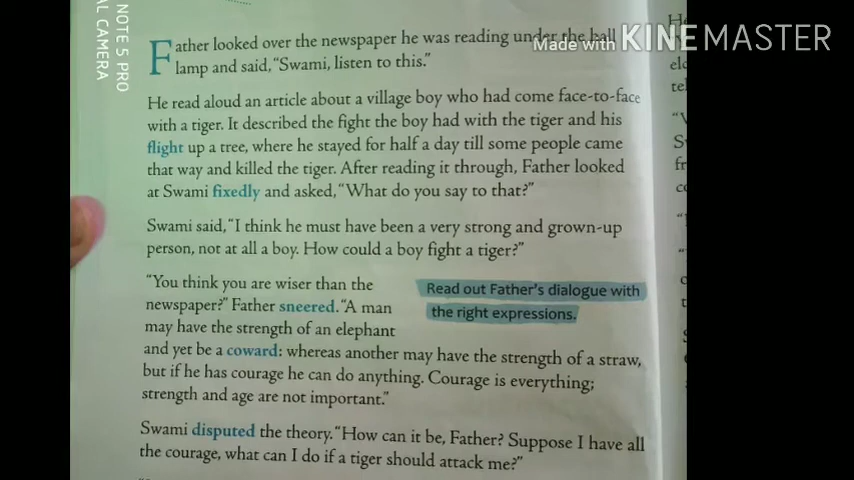 NOTE 5 PRO
AL CAMERA
Made with KINEMASTER
Father looked over the newspaper he was reading under the hall
lamp and said, “Swami, listen to this.”
He read aloud an article about a village boy who had come face-to-face
with a tiger. It described the fight the boy had with the tiger and his
flight up a tree, where he stayed for half a day till some people came
that way and killed the tiger. After reading it through, Father looked
at Swami fixedly and asked, “What do you say to that?”
Swami said, “I think he must have been a very strong and grown-up
person, not at all a boy. How could a boy fight a tiger?”
“You think you are wiser than the
newspaper?” Father sneered. “A man
may have the strength of an elephant
and yet be a coward: whereas another may have the strength of a straw,
but if he has courage he can do anything. Courage is everything;
strength and age are not important.”
Read out Father's dialogue with
the right expressions.
Swami disputed the theory. “How can it be, Father? Suppose I have all
the courage, what can I do if a tiger should attack me?”